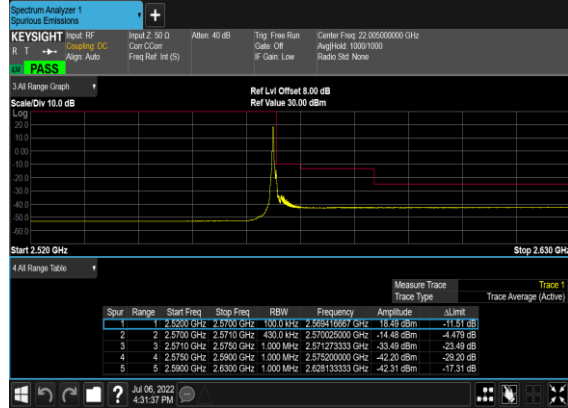 Spectrum Analyzer 1
Spurious Emissions
KEYSIGHT Input: RF Input Z: 50 Ω Atten: 40 dB Trig: Free Run Center Freq: 22.005000000 GHz
R T Coupling: DC Corr CCorr Gate: Off Avg|Hold: 1000/1000
Align: Auto Freq Ref: Int (S) IF Gain: Low Radio Std: None
LV PASS
3 All Range Graph
Ref Lvl Offset 8.00 dB
Scale/Div 10.0 dB Ref Value 30.00 dBm
Log
20.0
10.0
0.00
-10.0
-20.0
-30.0
-40.0
-50.0
-60.0
Start 2.520 GHz Stop 2.630 GHz
4 All Range Table
Measure Trace Trace 1
Trace Type Trace Average (Active)
Spur Range Start Freq Stop Freq RBW Frequency Amplitude ΔLimit
1 1 2.5200 GHz 2.5700 GHz 100.0 kHz 2.569416667 GHz 18.49 dBm -11.51 dB
2 2 2.5700 GHz 2.5710 GHz 430.0 kHz 2.570025000 GHz -14.48 dBm -4.479 dB
3 3 2.5710 GHz 2.5750 GHz 1.000 MHz 2.571273333 GHz -33.49 dBm -23.49 dB
4 4 2.5750 GHz 2.5900 GHz 1.000 MHz 2.575200000 GHz -42.20 dBm -29.20 dB
5 5 2.5900 GHz 2.6300 GHz 1.000 MHz 2.628133333 GHz -42.31 dBm -17.31 dB
Jul 06, 2022
4:31:37 PM